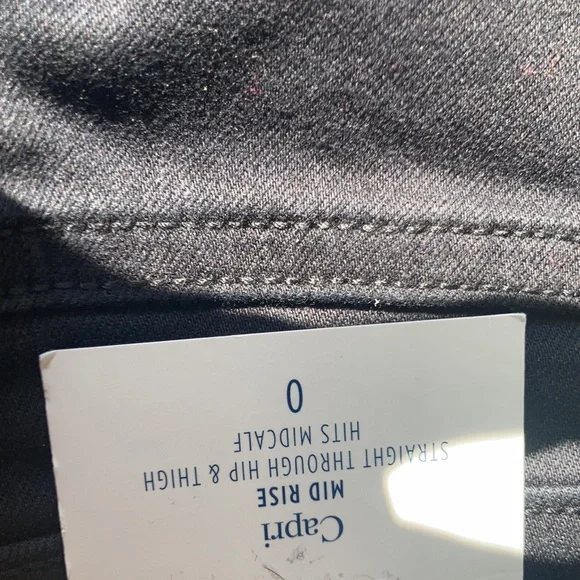 Capri
MID RISE
STRAIGHT THROUGH HIP & THIGH
HITS MIDCALF
0